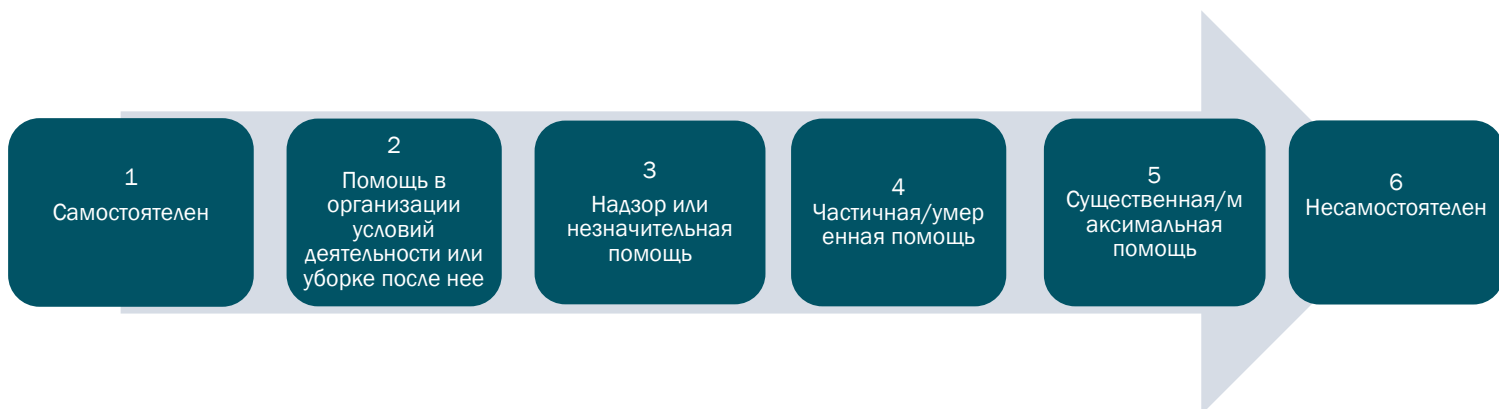 1
Самостоятелен
2
Помощь в
организации
условий
деятельности или
уборке после нее
3
Надзор или
незначительная
помощь
4
Частичная/умер
енная помощь
5
Существенная/м
аксимальная
помощь
6
Несамостоятелен